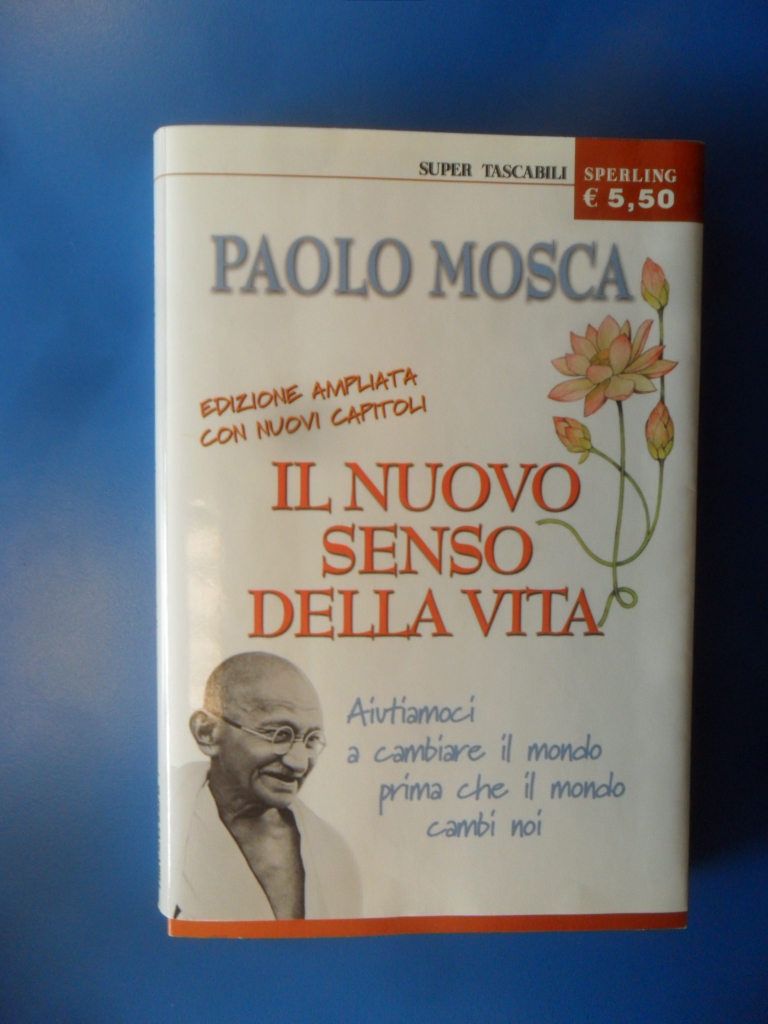 SUPER TASCABILI
SPERLING
€ 5,50
PAOLO MOSCA
EDIZIONE AMPLIATA
CON NUOVI CAPITOLI
IL NUOVO
SENSO
DELLA VITA
Aiutiamoci
a cambiare il mondo
prima che il mondo
cambi noi